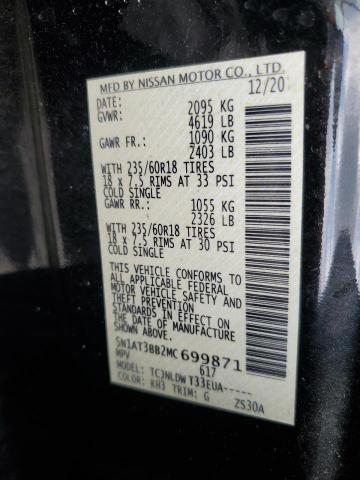 MFD BY NISSAN MOTOR CO., LTD.
DATE: 12/20
GVWR: 2095 KG
4619 LB
GAWR FR.: 1090 KG
2403 LB
WITH 235/60R18 TIRES
18 x 7.5 RIMS AT 33 PSI
COLD SINGLE
GAWR RR.: 1055 KG
2326 LB
WITH 235/60R18 TIRES
18 x 7.5 RIMS AT 30 PSI
COLD SINGLE
THIS VEHICLE CONFORMS TO
ALL APPLICABLE FEDERAL
MOTOR VEHICLE SAFETY AND
THEFT PREVENTION
STANDARDS IN EFFECT ON
THE DATE OF MANUFACTURE
SHOWN ABOVE.
5N1AT3BB2MC699871
MPV 617
TCJNLDW T33EUA-----
COLOR: KH3 TRIM: G ZS30A